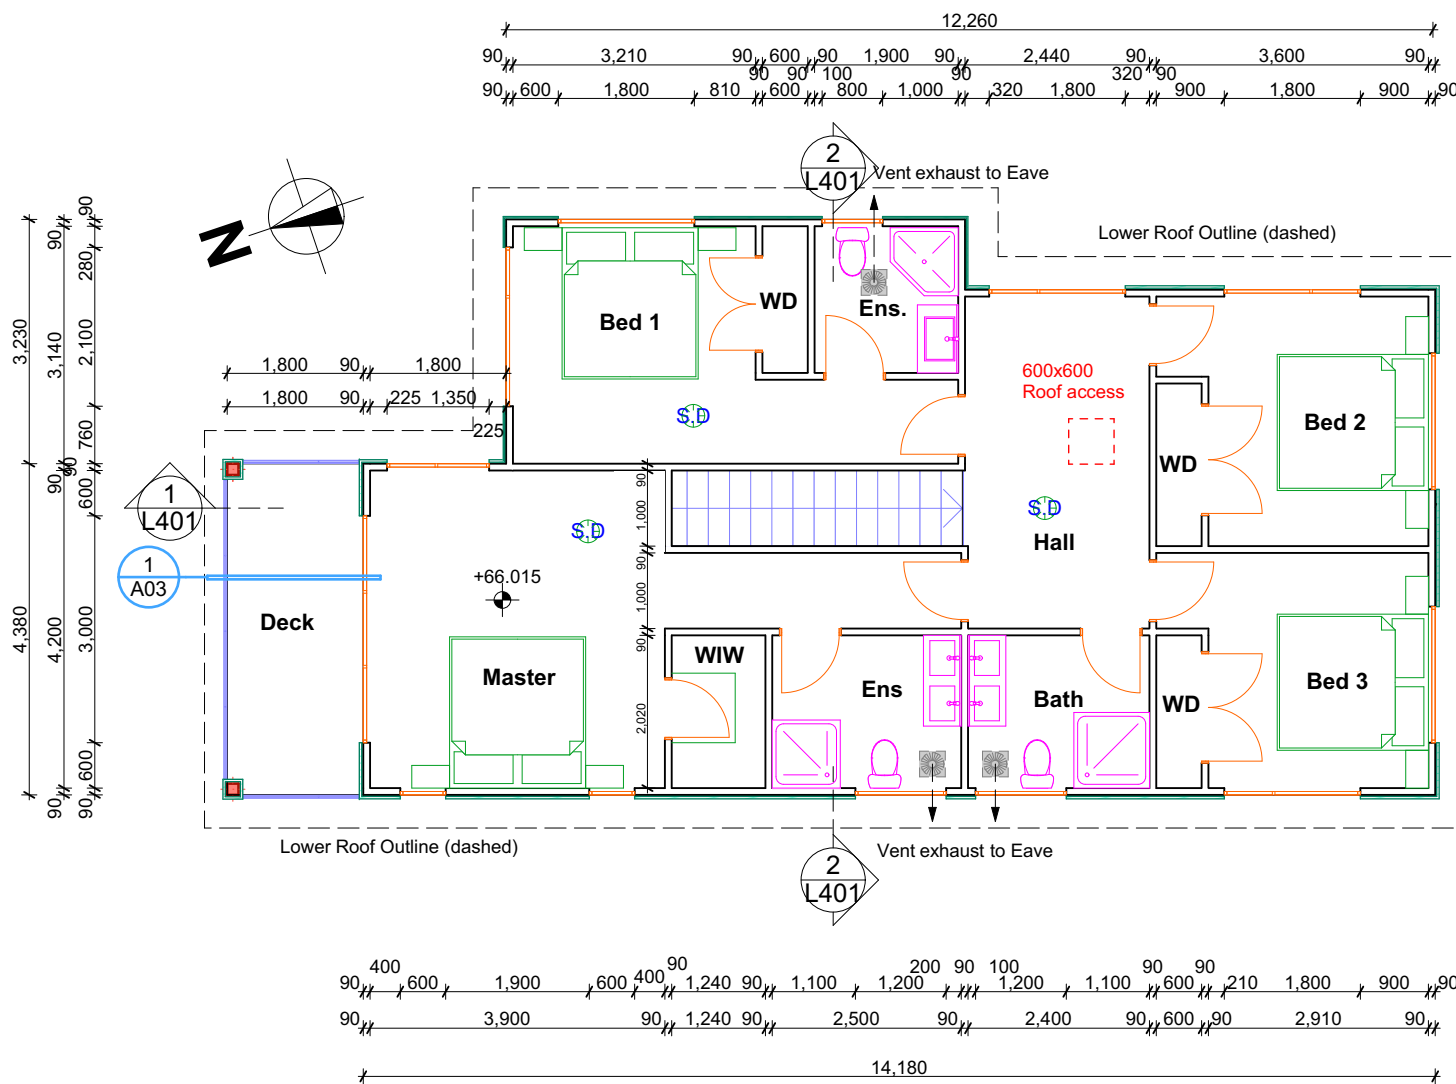 12,260
90 3,210 90 600 90 1,900 90 2,440 90 3,600 90
90 90 100 90 320 90
90 600 1,800 810 600 800 1,000 320 1,800 900 1,800 900 90
2
L401
Vent exhaust to Eave
N
Lower Roof Outline (dashed)
90
90
280
3,230
3,140
2,100
760
90
90
600
4,380
4,200
3,000
600
90
90
1,800 90 1,800
1,800 90 225 1,350
225
Bed 1
WD
Ens.
600x600
Roof access
S.D
Bed 2
WD
1
L401
90
1,000
90
1,000
90
2,020
S.D
S.D
Hall
1
A03
+66.015
Deck
Master
WIW
Ens
Bath
WD
Bed 3
Lower Roof Outline (dashed)
Vent exhaust to Eave
2
L401
400 90 200 90 100 90 90
90 600 1,900 600 400 1,240 90 1,100 1,200 1,200 1,100 600 210 1,800 900 90
90 3,900 90 1,240 90 2,500 90 2,400 90 600 90 2,910 90
14,180